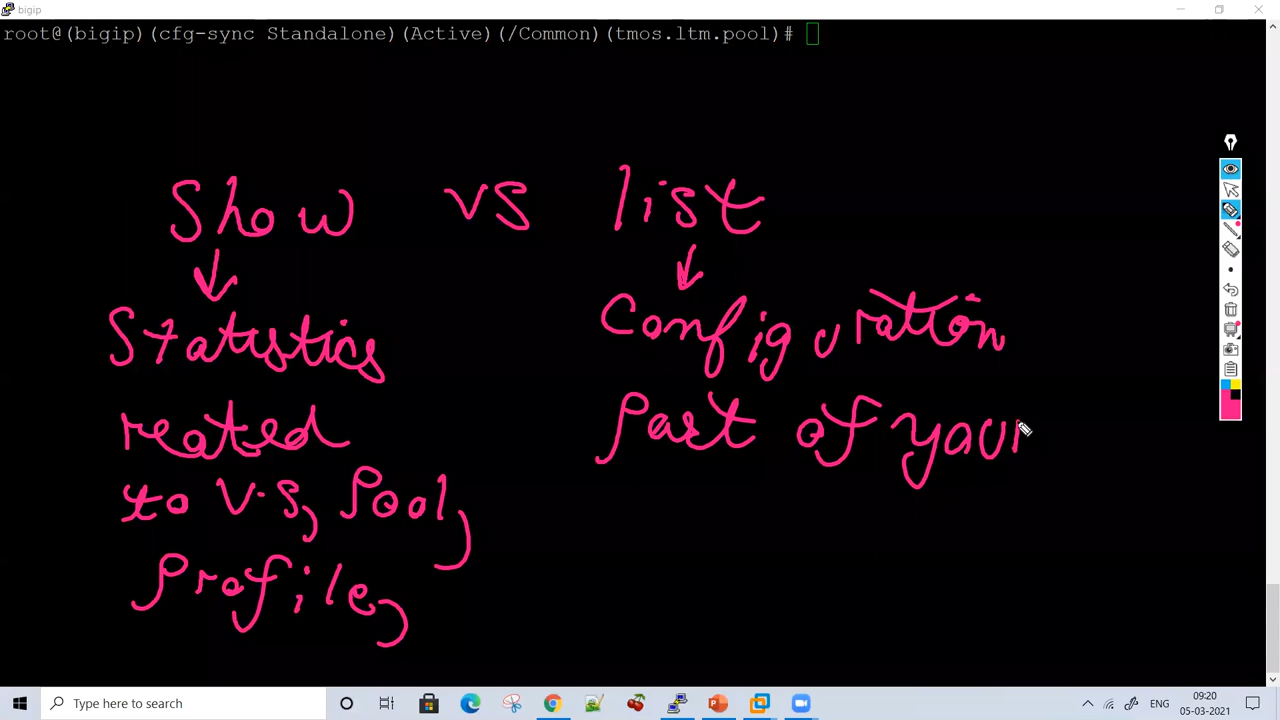 bigip
root@(bigip)(cfg-sync Standalone)(Active)(/Common)(tmos.ltm.pool)#
Show vs list
Statistics
reated
to V.S, Pool,
Profile,
Configuration
Part of your
Type here to search
ENG
09:20
05-03-2021